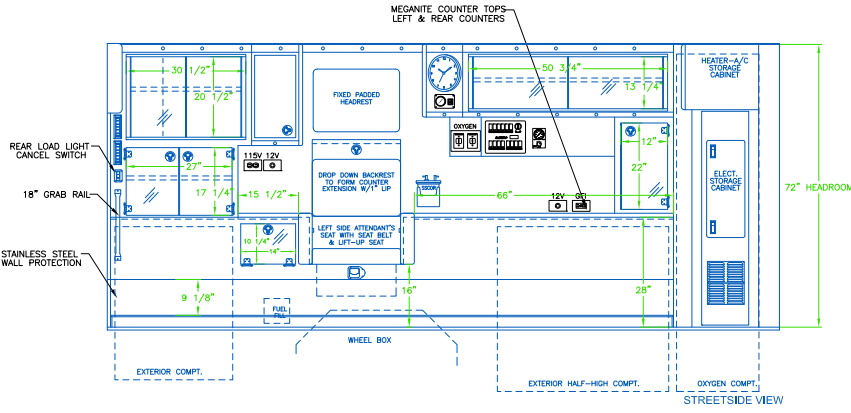 MEGANITE COUNTER TOPS
LEFT & REAR COUNTERS
HEATER-A/C
STORAGE
CABINET
30 1/2"
20 1/2"
FIXED PADDED
HEADREST
50 3/4"
13 1/4"
OXYGEN
12"
22"
REAR LOAD LIGHT
CANCEL SWITCH
115V 12V
27"
17 1/4"
15 1/2"
DROP DOWN BACKREST
TO FORM COUNTER
EXTENSION W/1" UP
SSCOR
66"
12V
GFI
ELECT.
STORAGE
CABINET
72" HEADROOM
18" GRAB RAIL
LEFT SIDE ATTENDANT'S
SEAT WITH SEAT BELT
& LIFT-UP SEAT
10 1/4"
14"
STAINLESS STEEL
WALL PROTECTION
9 1/8"
16"
28"
FUEL
FILL
WHEEL BOX
EXTERIOR COMPT.
EXTERIOR HALF-HIGH COMPT.
OXYGEN COMPT.
STREETSIDE VIEW